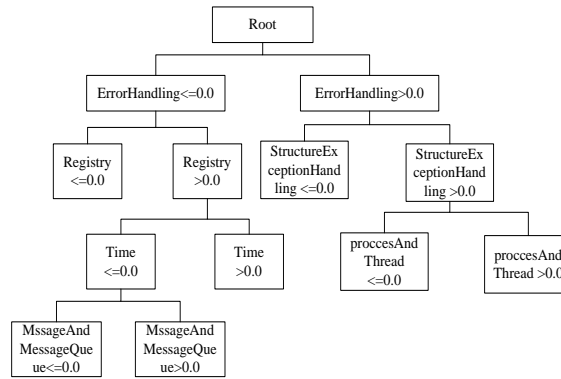 Root
ErrorHandling<=0.0
ErrorHandling>0.0
Registry
<=0.0
Registry
>0.0
StructureEx
ceptionHand
ling <=0.0
StructureEx
ceptionHand
ling >0.0
Time
<=0.0
Time
>0.0
proccesAnd
Thread
<=0.0
proccesAnd
Thread >0.0
MssageAnd
MessageQue
ue<=0.0
MssageAnd
MessageQue
ue>0.0